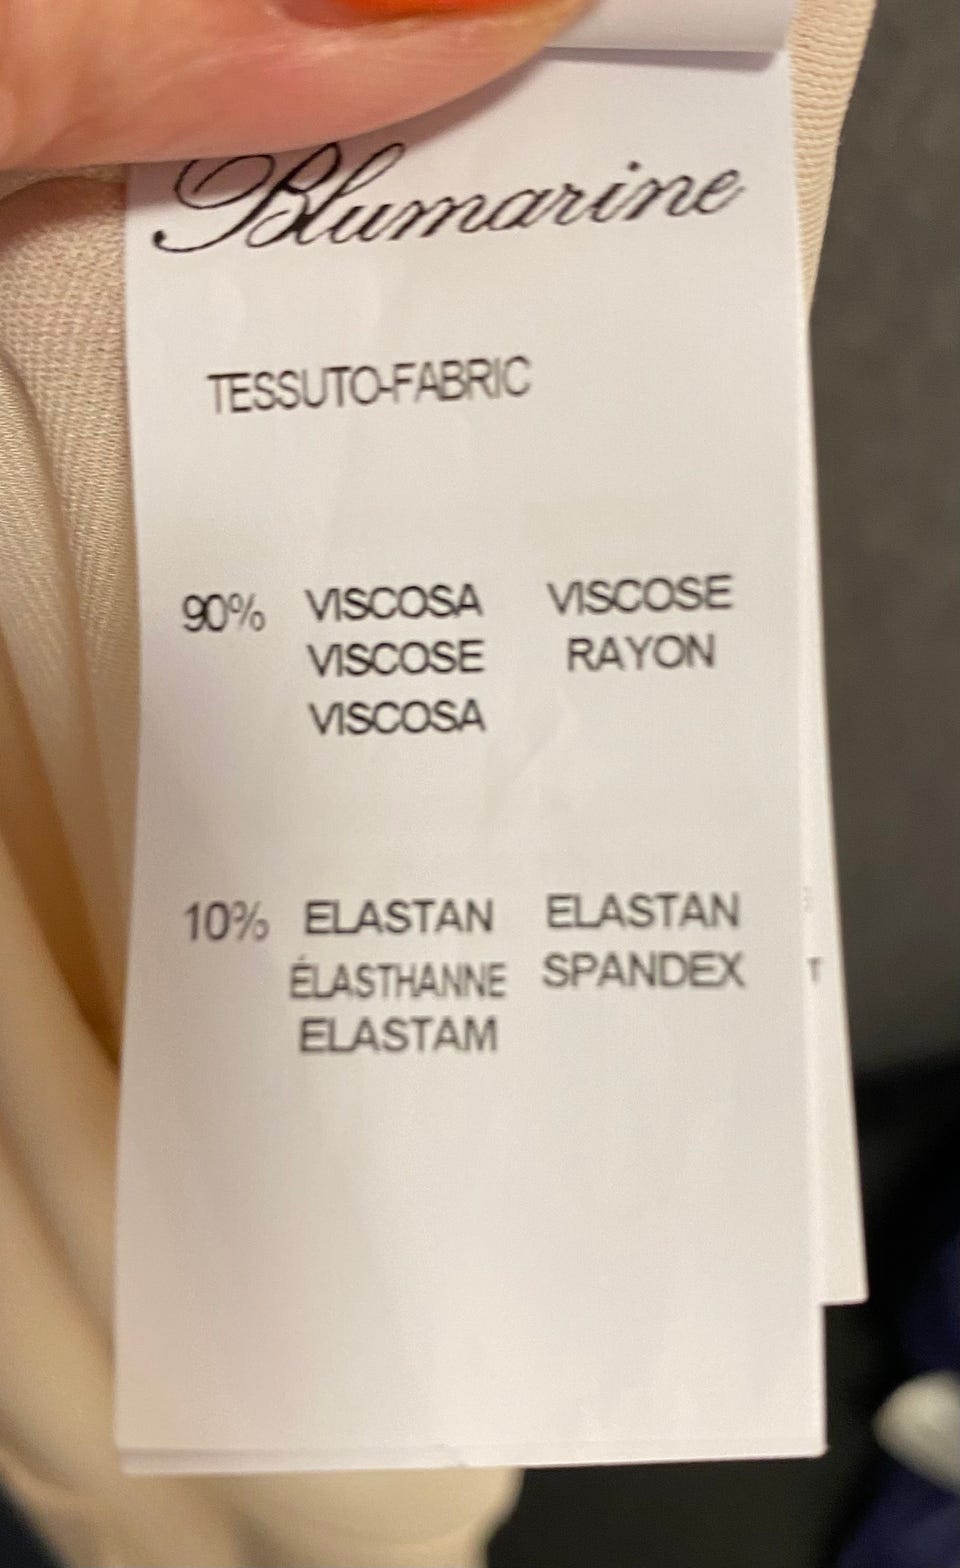 Blumarine
TESSUTO-FABRIC
90% VISCOSA VISCOSE
VISCOSE RAYON
VISCOSA
10% ELASTAN ELASTAN
ÉLASTHANNE SPANDEX
ELASTAM
T